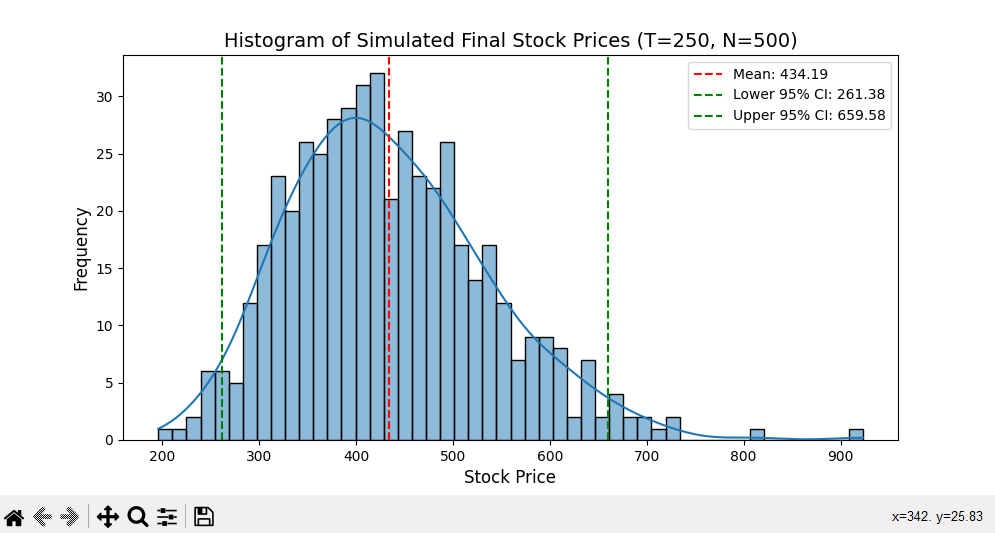 Histogram of Simulated Final Stock Prices (T=250, N=500)
Mean: 434.19
Lower 95% CI: 261.38
Upper 95% CI: 659.58
Frequency
30
25
20
15
10
5
0
200 300 400 500 600 700 800 900
Stock Price
x=342. y=25.83